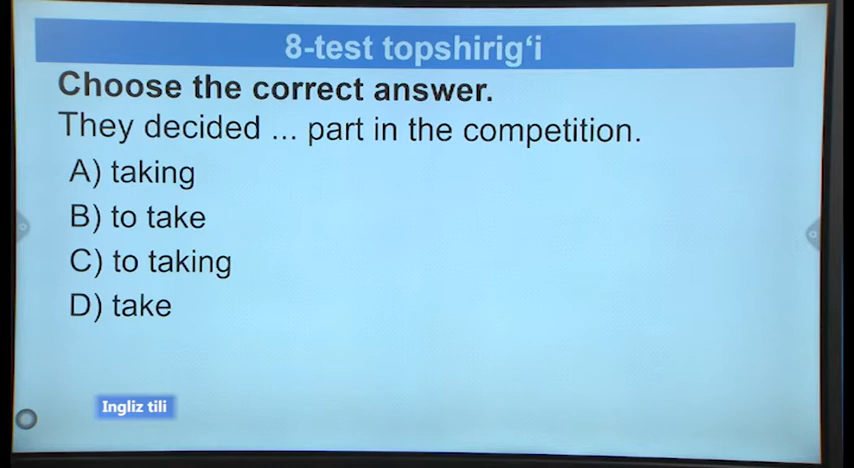 8-test topshirig‘i
Choose the correct answer.
They decided ... part in the competition.
A) taking
B) to take
C) to taking
D) take
Ingliz tili